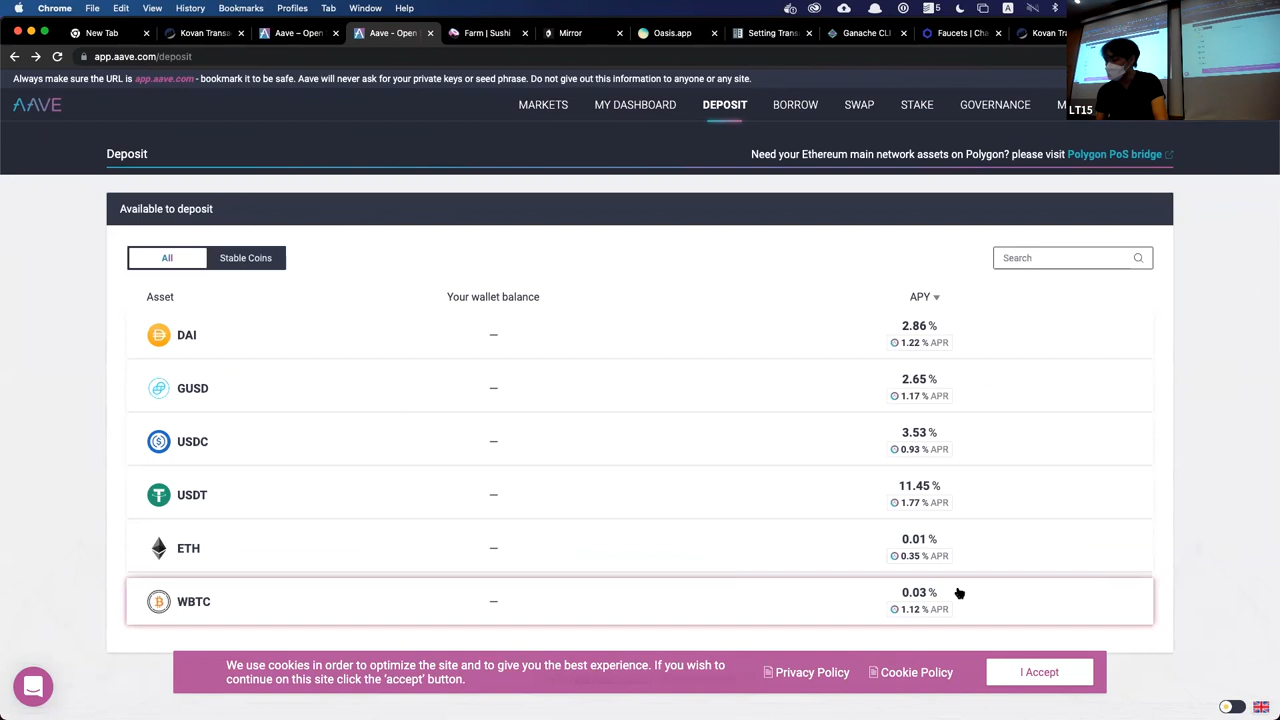 Chrome File Edit View History Bookmarks Profiles Tab Window Help 5 A
New Tab Kovan Transa Aave – Open Aave - Open Farm | Sushi Mirror Oasis.app Setting Trans Ganache CLI Faucets | Cha Kovan Trans
app.aave.com/deposit
Always make sure the URL is app.aave.com - bookmark it to be safe. Aave will never ask for your private keys or seed phrase. Do not give out this information to anyone or any site.
LT15
AAVE MARKETS MY DASHBOARD DEPOSIT BORROW SWAP STAKE GOVERNANCE M
Deposit Need your Ethereum main network assets on Polygon? please visit Polygon PoS bridge
Available to deposit
All Stable Coins Search
Asset Your wallet balance APY
DAI — 2.86 %
1.22 % APR
GUSD — 2.65 %
1.17 % APR
USDC — 3.53 %
0.93 % APR
USDT — 11.45 %
1.77 % APR
ETH — 0.01 %
0.35 % APR
WBTC — 0.03 %
1.12 % APR
We use cookies in order to optimize the site and to give you the best experience. If you wish to
continue on this site click the ‘accept’ button.
Privacy Policy Cookie Policy I Accept